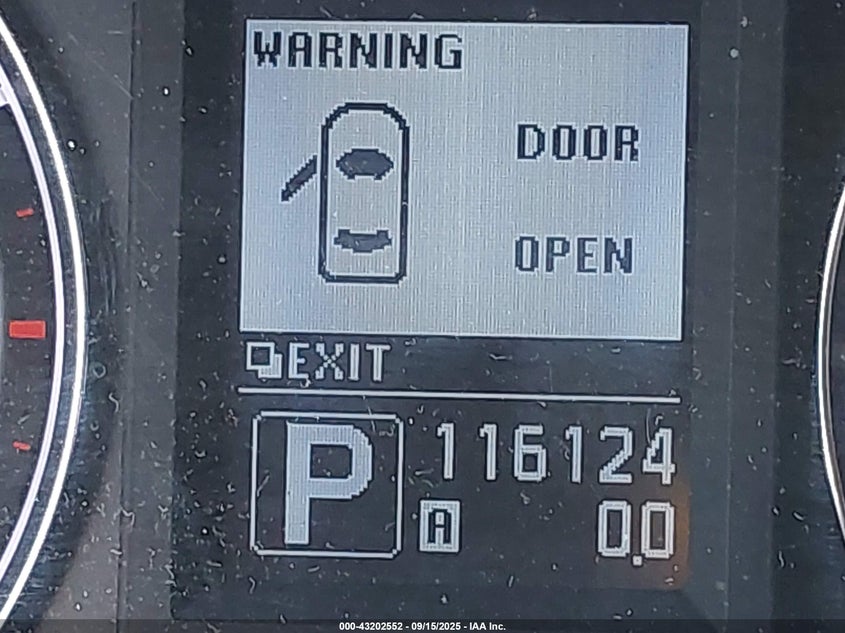 WARNING
DOOR
OPEN
EXIT
P
116124
A 0.0
000-43202552 - 09/15/2025 - IAA Inc.